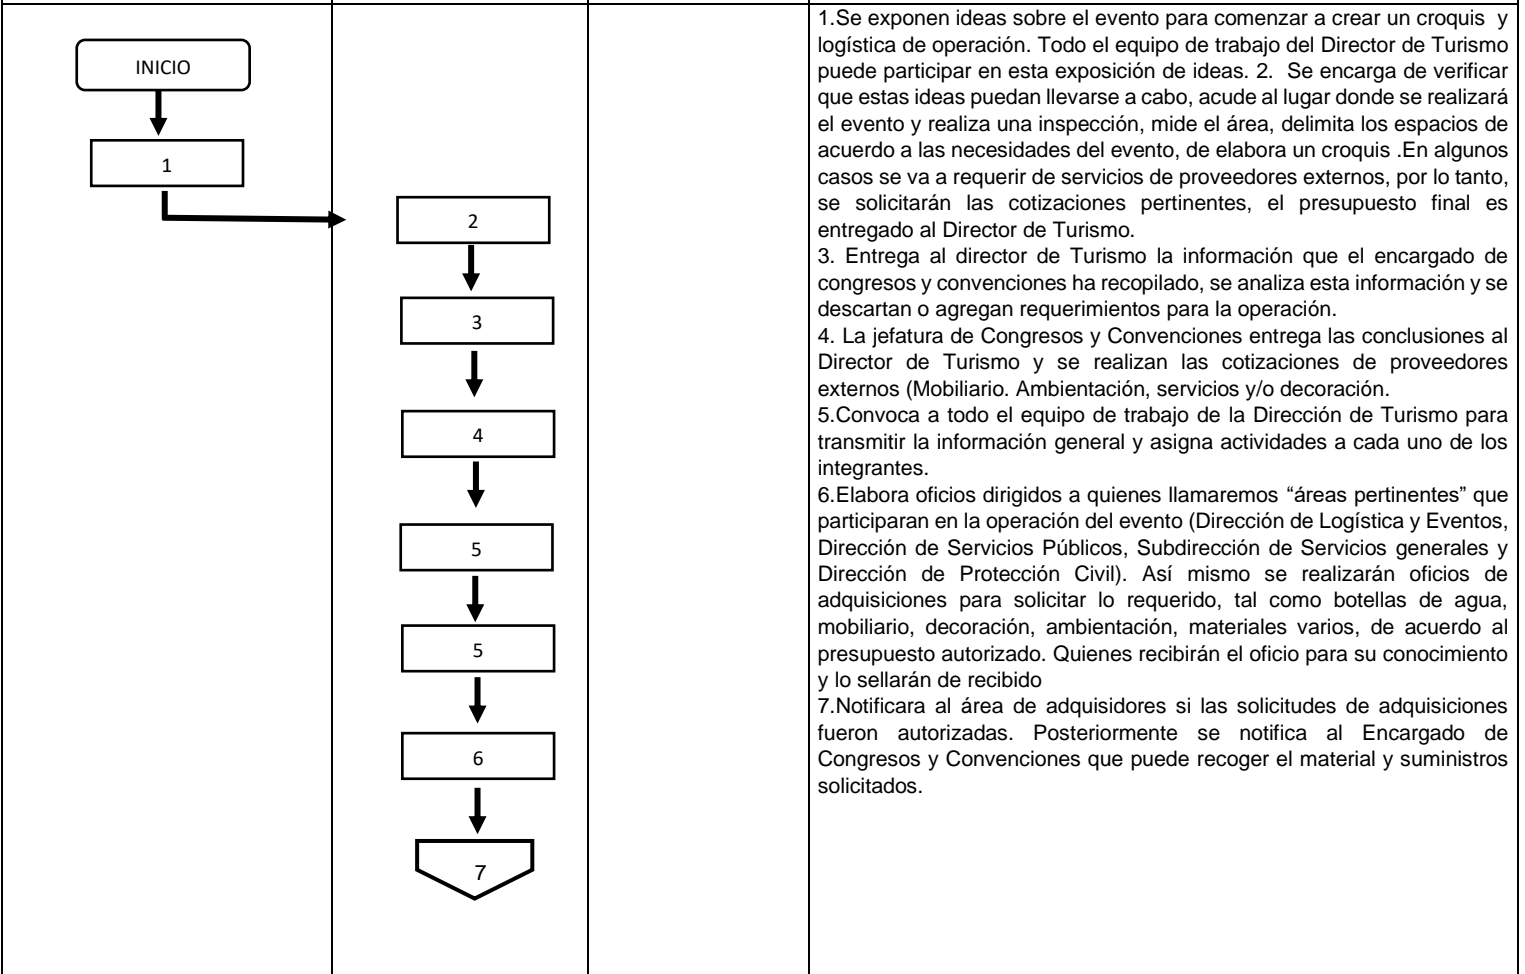 INICIO
1
2
3
4
5
5
6
7
1.Se exponen ideas sobre el evento para comenzar a crear un croquis y
logística de operación. Todo el equipo de trabajo del Director de Turismo
puede participar en esta exposición de ideas. 2. Se encarga de verificar
que estas ideas puedan llevarse a cabo, acude al lugar donde se realizará
el evento y realiza una inspección, mide el área, delimita los espacios de
acuerdo a las necesidades del evento, de elabora un croquis .En algunos
casos se va a requerir de servicios de proveedores externos, por lo tanto,
se solicitarán las cotizaciones pertinentes, el presupuesto final es
entregado al Director de Turismo.
3. Entrega al director de Turismo la información que el encargado de
congresos y convenciones ha recopilado, se analiza esta información y se
descartan o agregan requerimientos para la operación.
4. La jefatura de Congresos y Convenciones entrega las conclusiones al
Director de Turismo y se realizan las cotizaciones de proveedores
externos (Mobiliario. Ambientación, servicios y/o decoración.
5.Convoca a todo el equipo de trabajo de la Dirección de Turismo para
transmitir la información general y asigna actividades a cada uno de los
integrantes.
6.Elabora oficios dirigidos a quienes llamaremos “áreas pertinentes” que
participaran en la operación del evento (Dirección de Logística y Eventos,
Dirección de Servicios Públicos, Subdirección de Servicios generales y
Dirección de Protección Civil). Así mismo se realizarán oficios de
adquisiciones para solicitar lo requerido, tal como botellas de agua,
mobiliario, decoración, ambientación, materiales varios, de acuerdo al
presupuesto autorizado. Quienes recibirán el oficio para su conocimiento
y lo sellarán de recibido
7.Notificara al área de adquisidores si las solicitudes de adquisiciones
fueron autorizadas. Posteriormente se notifica al Encargado de
Congresos y Convenciones que puede recoger el material y suministros
solicitados.